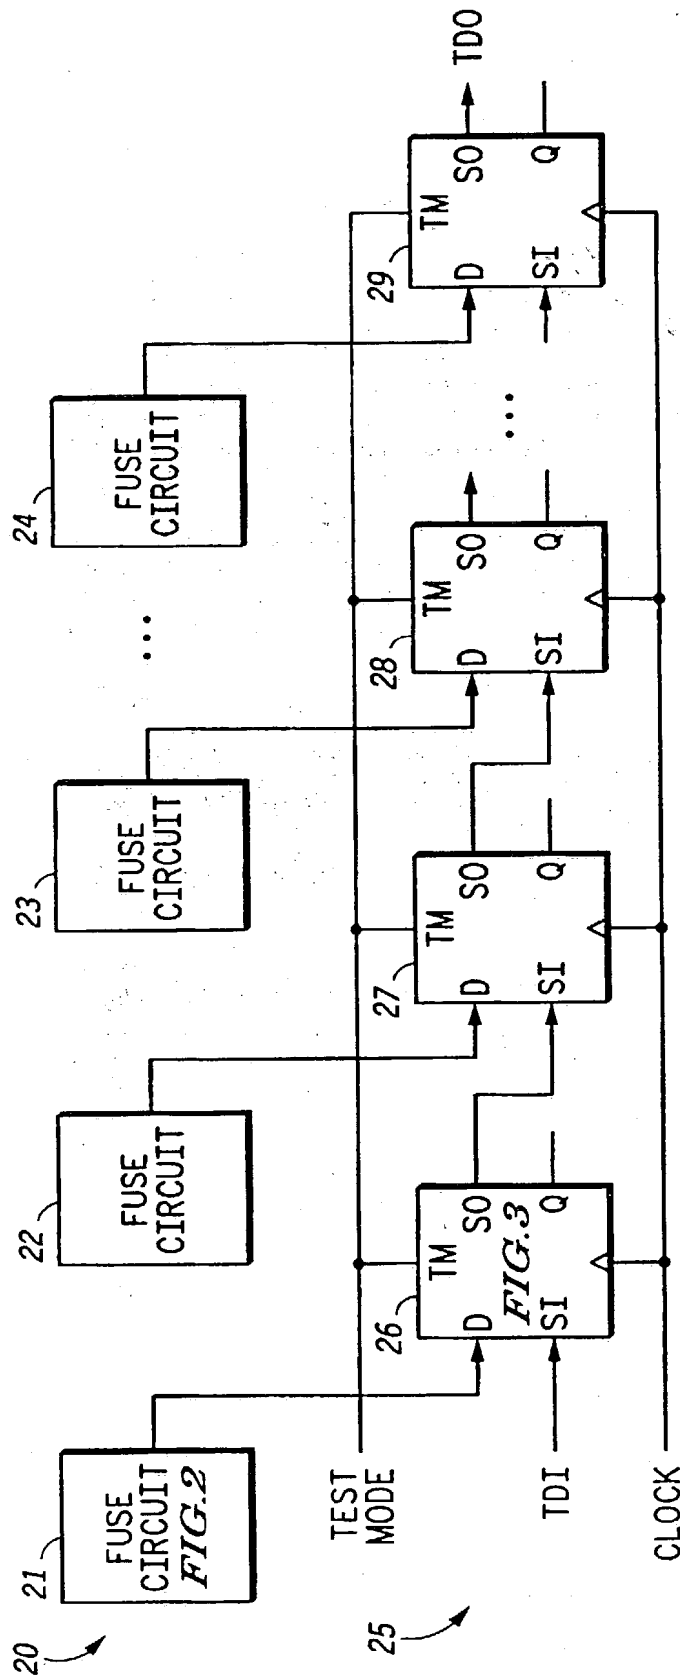 20
21
FUSE
CIRCUIT
FIG.2
22
FUSE
CIRCUIT
23
FUSE
CIRCUIT
...
24
FUSE
CIRCUIT
25
TEST
MODE
TDI
CLOCK
26
TM
D
SO
FIG.3
SI
Q
27
TM
D
SO
SI
Q
28
TM
D
SO
SI
Q
...
29
TM
D
SO
SI
Q
TDO